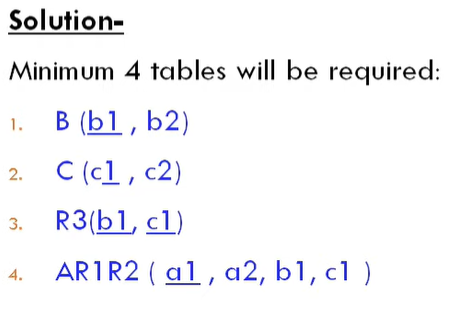 Solution-
Minimum 4 tables will be required:
1. B (b1 , b2)
2. C (c1 , c2)
3. R3(b1, c1)
4. AR1R2 ( a1 , a2, b1, c1 )